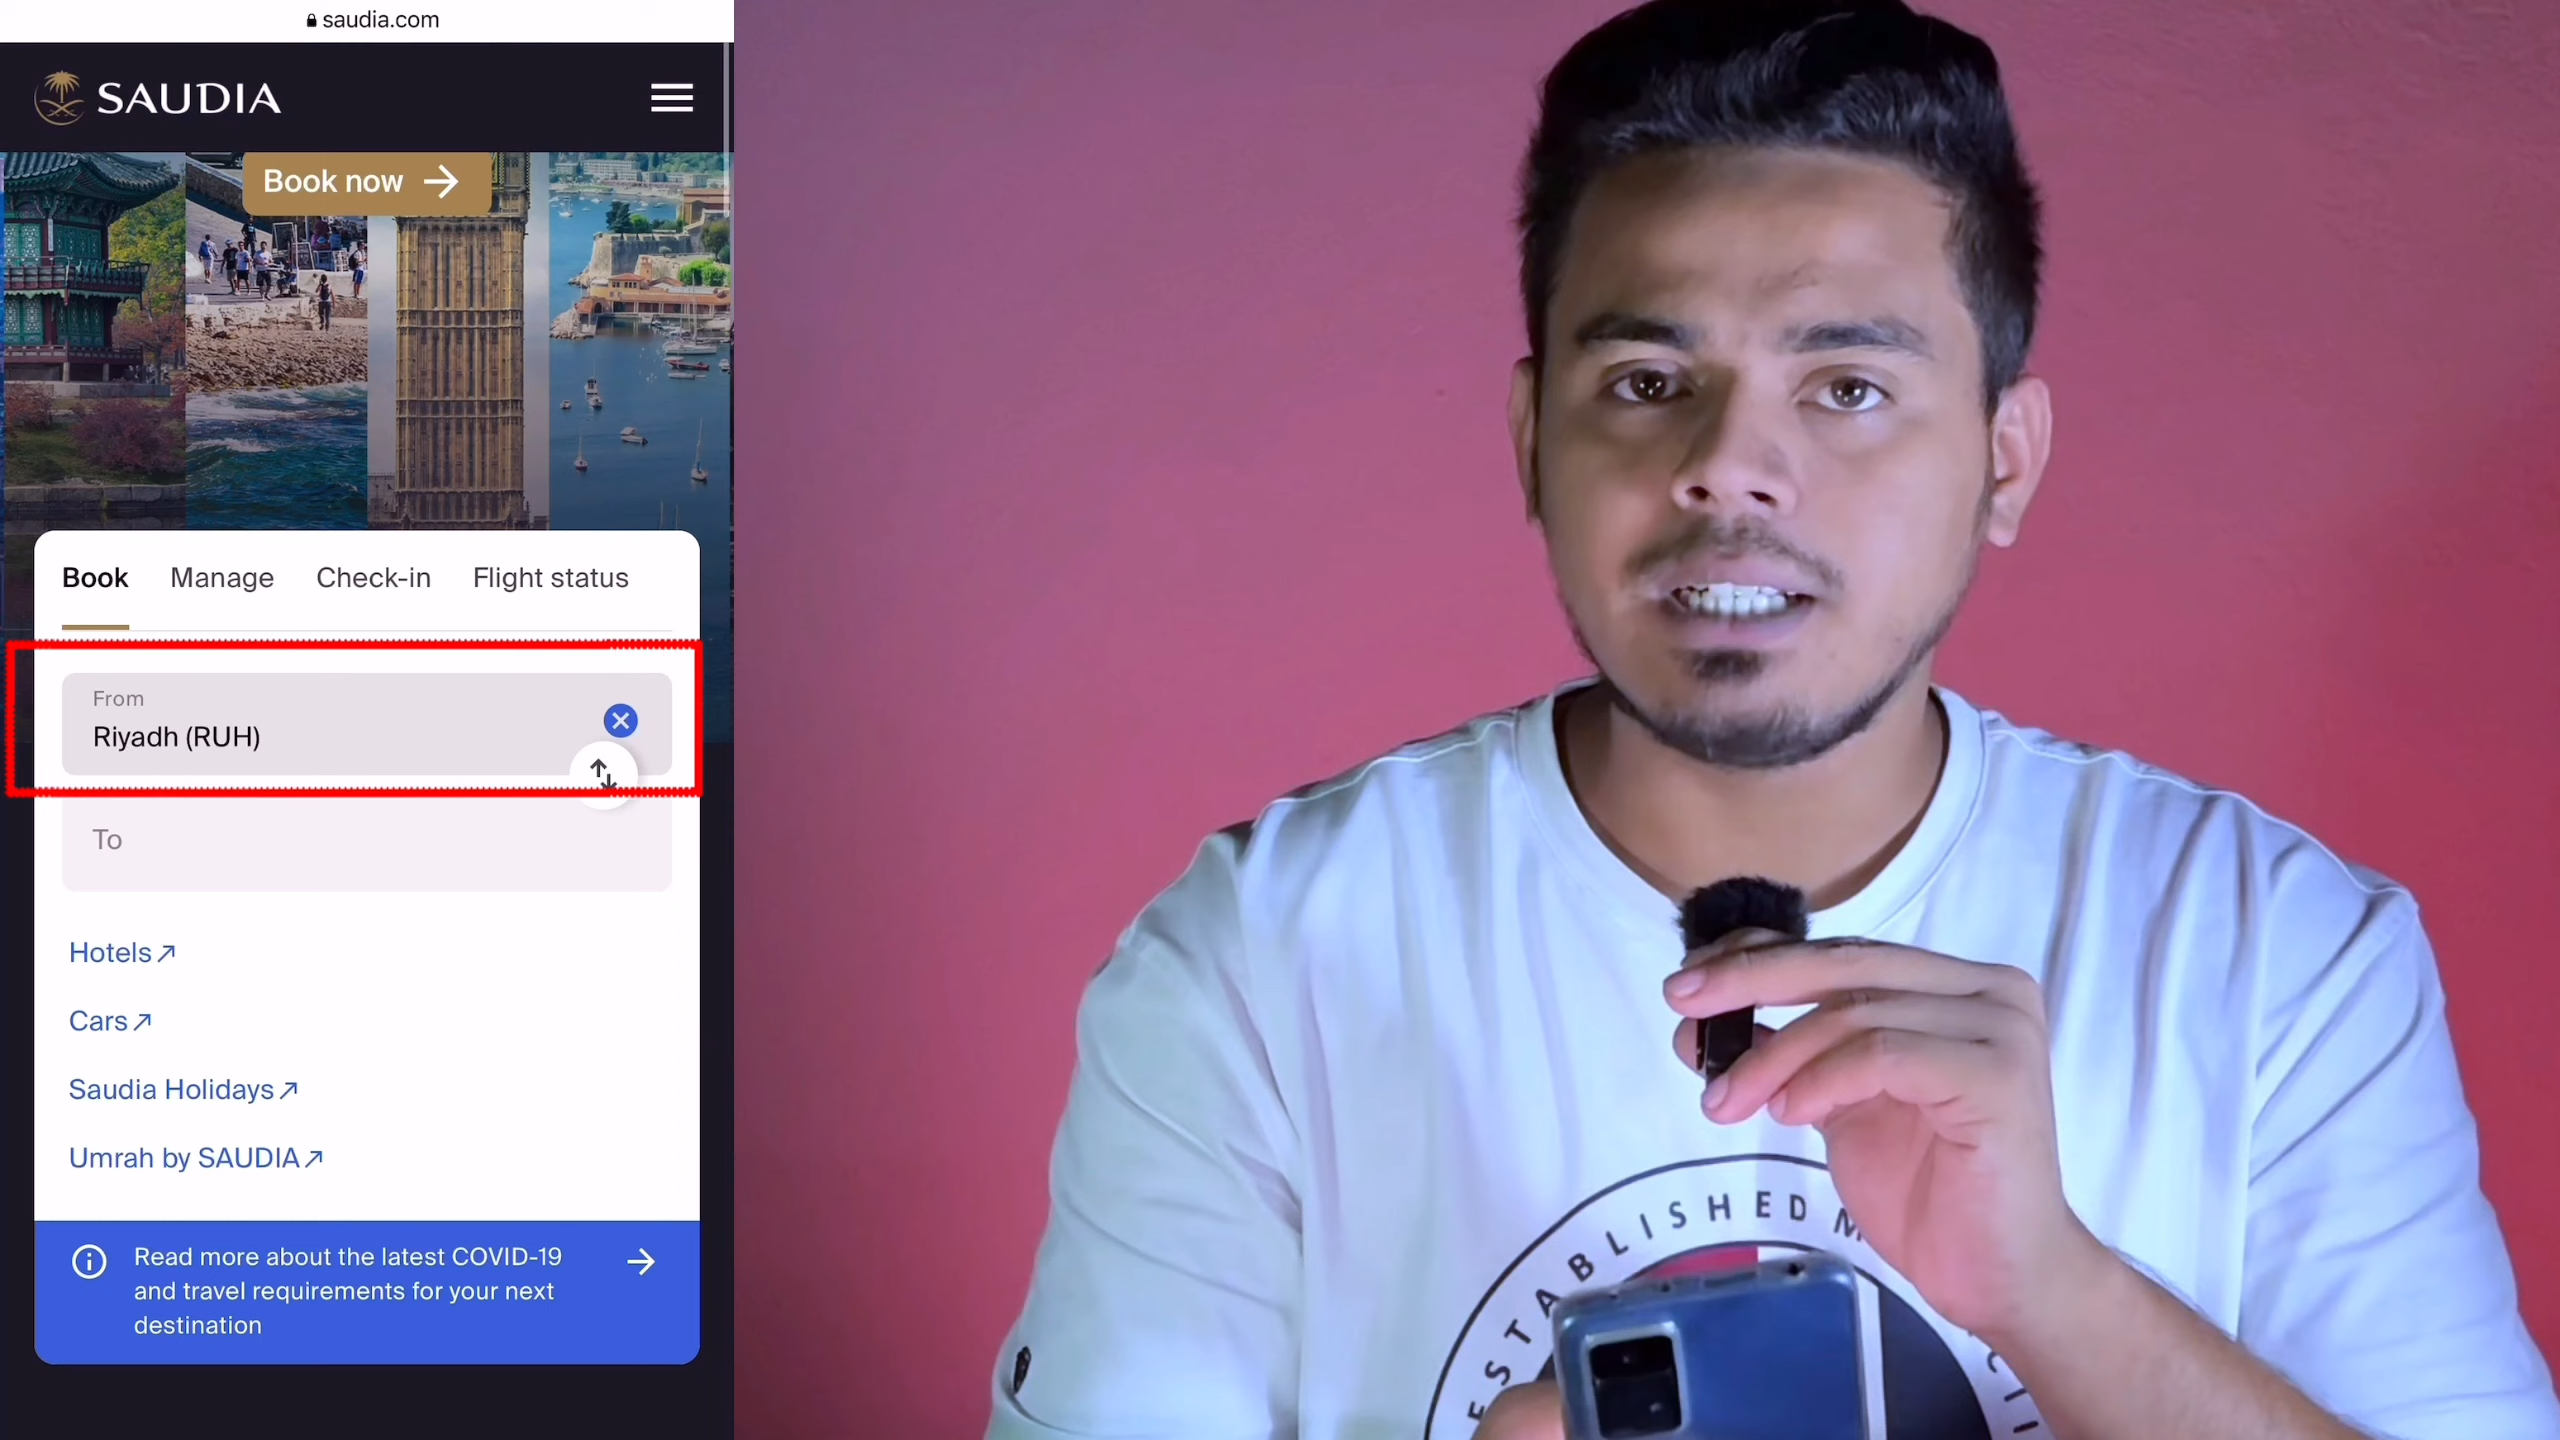 saudia.com
SAUDIA
Book now
Book Manage Check-in Flight status
From
Riyadh (RUH)
To
Hotels
Cars
Saudia Holidays
Umrah by SAUDIA
Read more about the latest COVID-19
and travel requirements for your next
destination
ESTABLISHED M